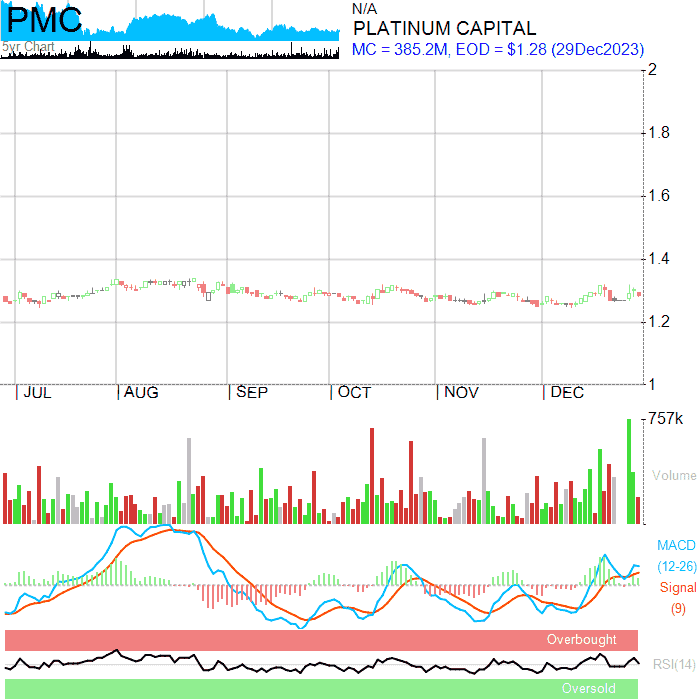 PMC
5yr Chart
N/A
PLATINUM CAPITAL
MC = 385.2M, EOD = $1.28 (29Dec2023)
2
1.8
1.6
1.4
1.2
1
JUL AUG SEP OCT NOV DEC
757k
Volume
MACD
(12-26)
Signal
(9)
Overbought
RSI(14)
Oversold